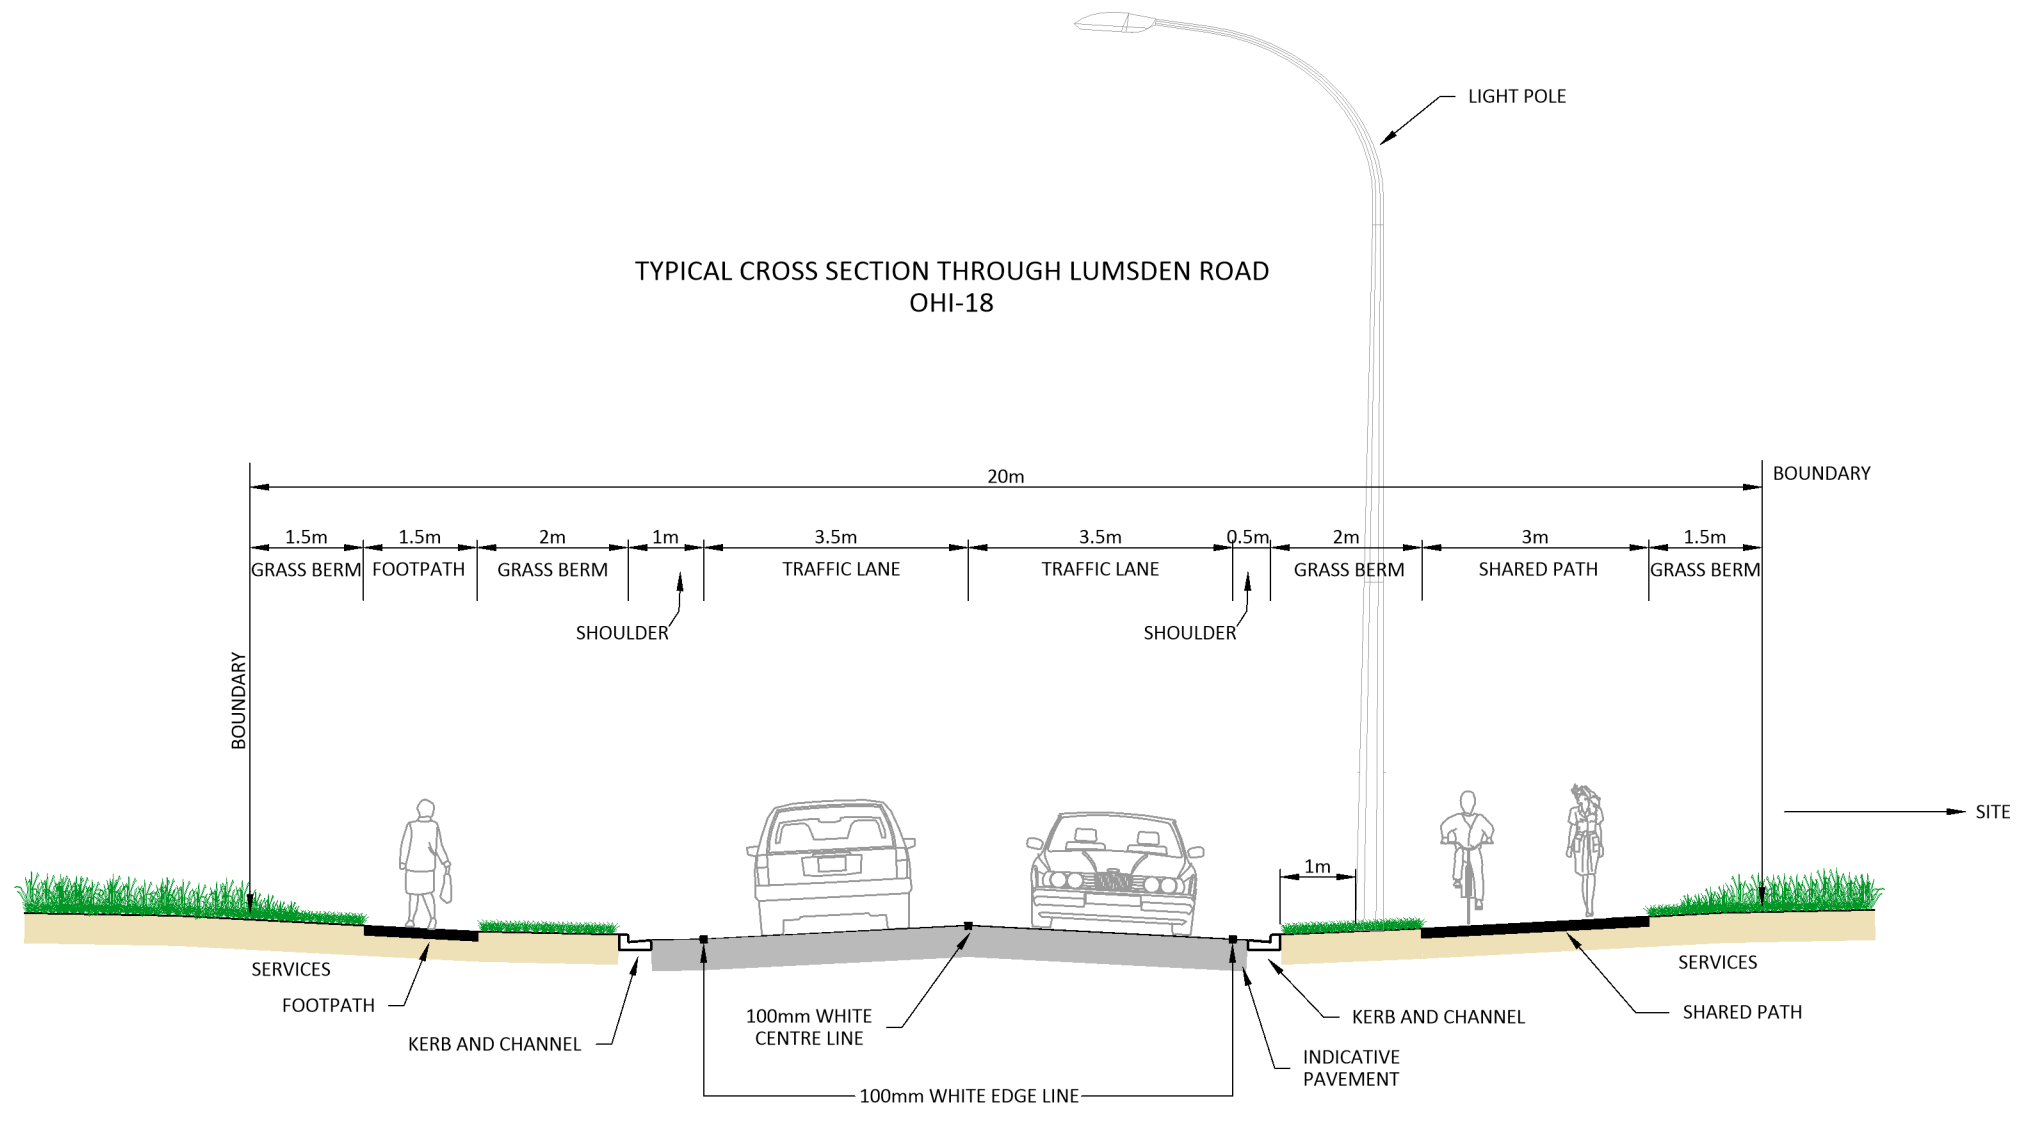 LIGHT POLE
TYPICAL CROSS SECTION THROUGH LUMSDEN ROAD
OHI-18
20m
BOUNDARY
1.5m
1.5m
2m
1m
3.5m
3.5m
0.5m
2m
3m
1.5m
GRASS BERM
FOOTPATH
GRASS BERM
TRAFFIC LANE
TRAFFIC LANE
GRASS BERM
SHARED PATH
GRASS BERM
SHOULDER
SHOULDER
BOUNDARY
SITE
1m
SERVICES
SERVICES
FOOTPATH
SHARED PATH
100mm WHITE
CENTRE LINE
KERB AND CHANNEL
KERB AND CHANNEL
INDICATIVE
PAVEMENT
100mm WHITE EDGE LINE